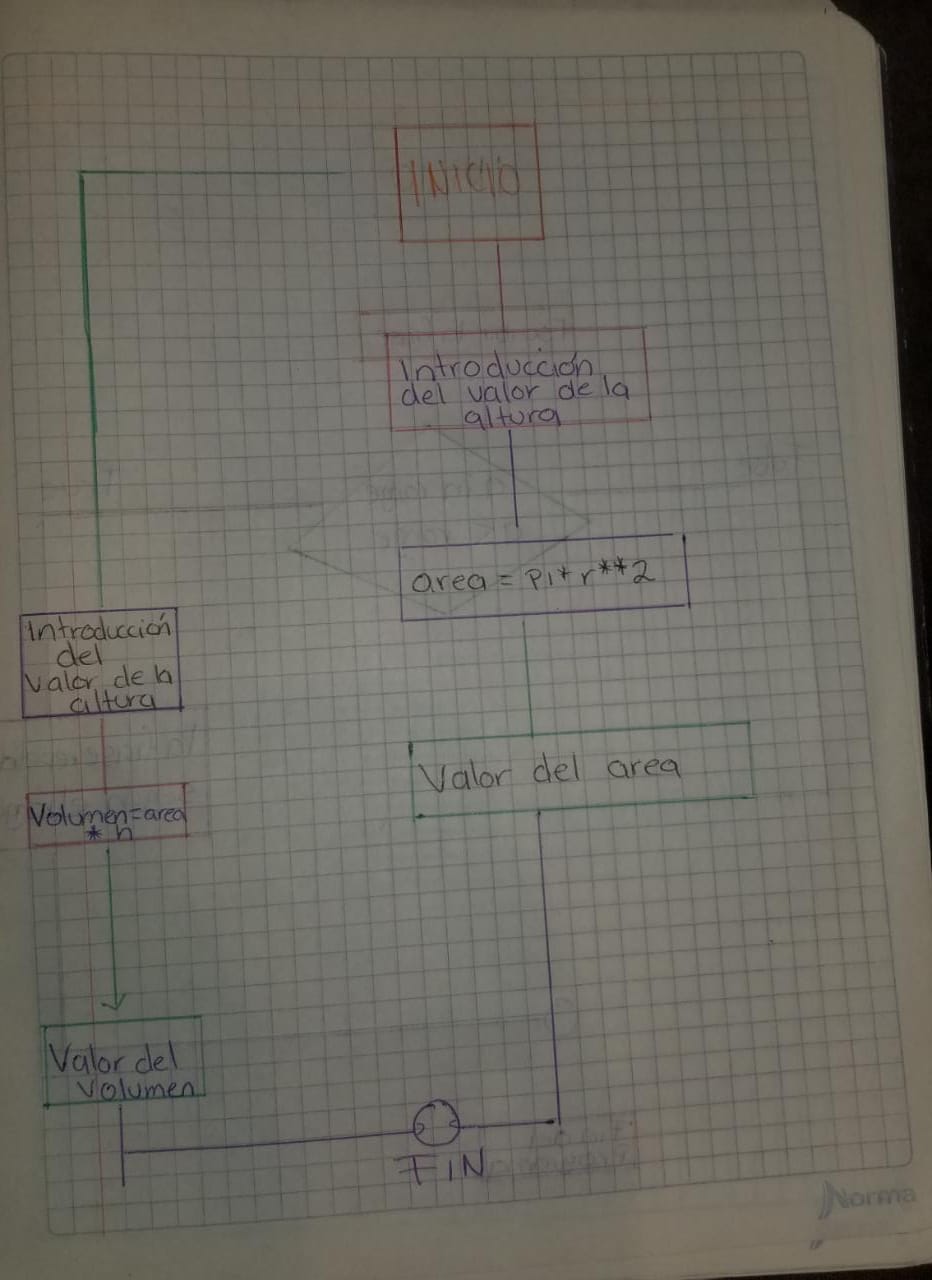 INICIO
Introducción
del valor de la
altura
area = pi * r**2
Valor del area
Introducción
del
valor de la
altura
Volumen=area
* h
Valor del
Volumen
FIN
Norma